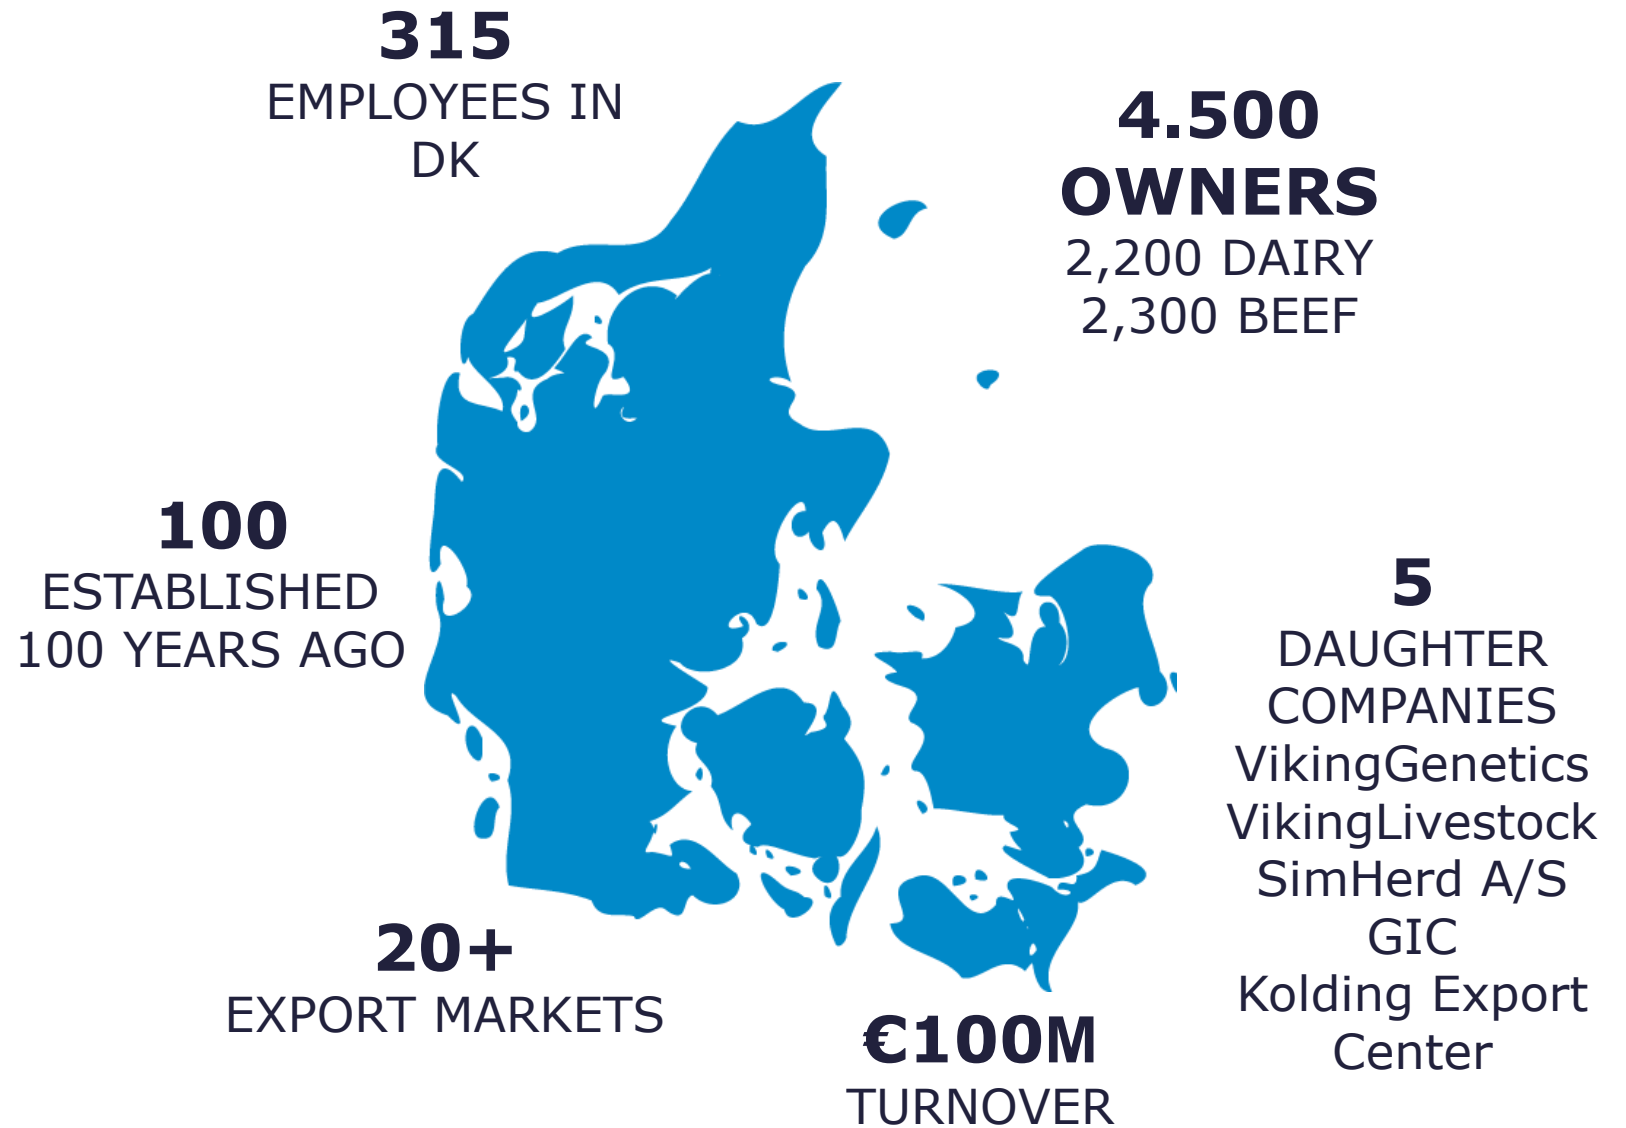 315
EMPLOYEES IN
DK
4.500
OWNERS
2,200 DAIRY
2,300 BEEF
100
ESTABLISHED
100 YEARS AGO
5
DAUGHTER
COMPANIES
VikingGenetics
VikingLivestock
SimHerd A/S
GIC
Kolding Export
Center
20+
EXPORT MARKETS
€100M
TURNOVER